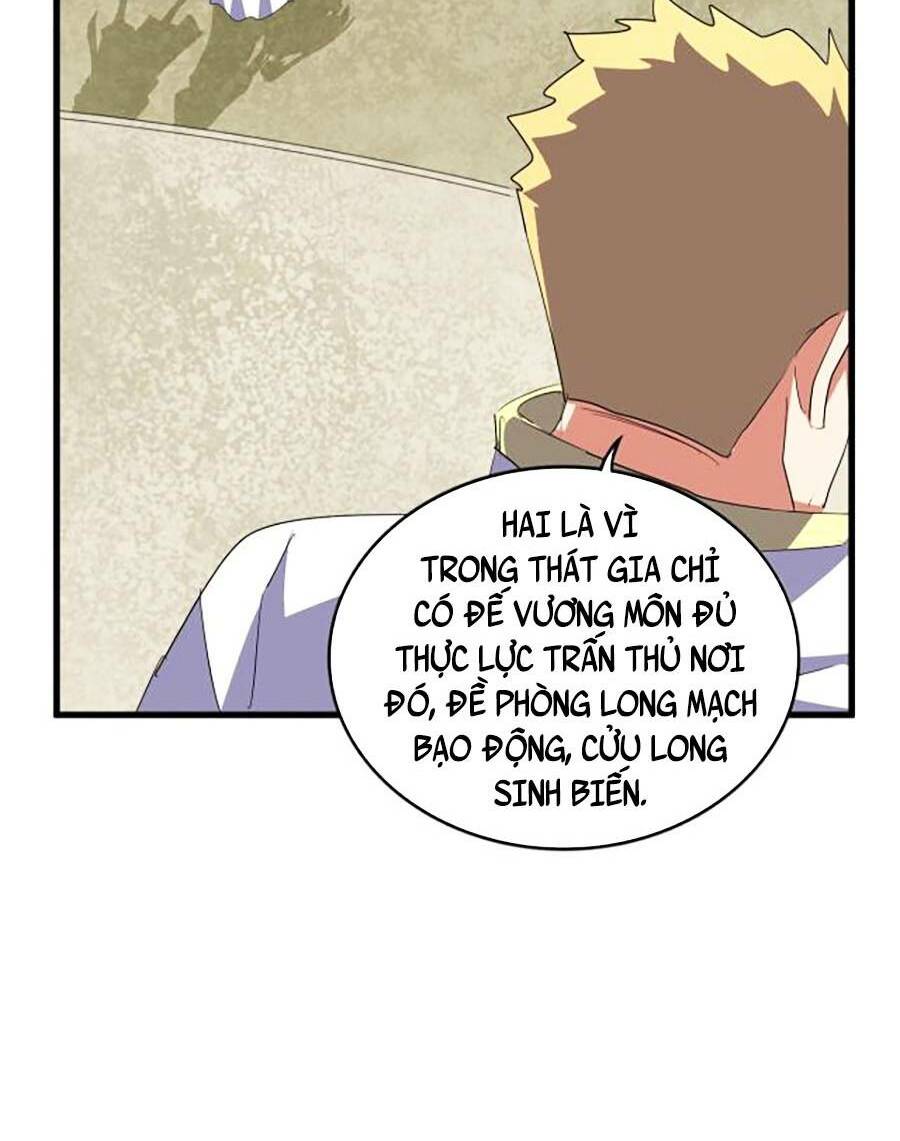 HAI LÀ VÌ
TRONG THÁT GIA CHỈ
CÓ ĐẾ VƯƠNG MÔN ĐỦ
THỰC LỰC TRẤN THỦ NƠI
ĐÓ, ĐỀ PHÒNG LONG MẠCH
BẠO ĐỘNG, CỬU LONG
SINH BIẾN.